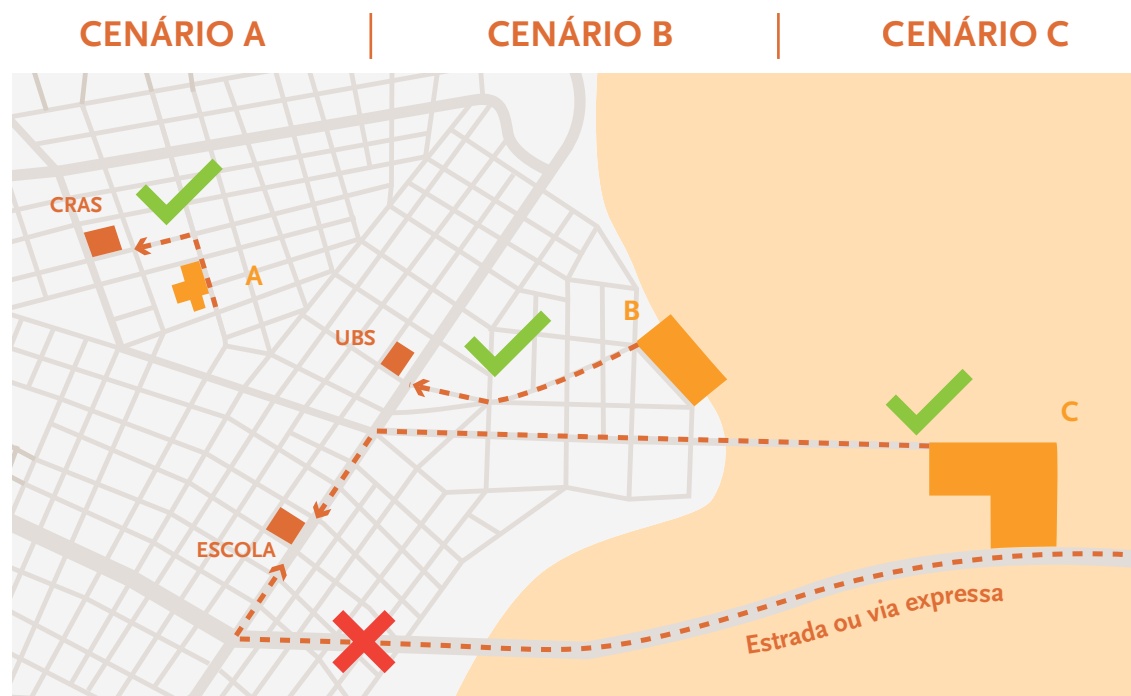 CENÁRIO A
CENÁRIO B
CENÁRIO C
CRAS
A
UBS
B
C
ESCOLA
Estrada ou via expressa